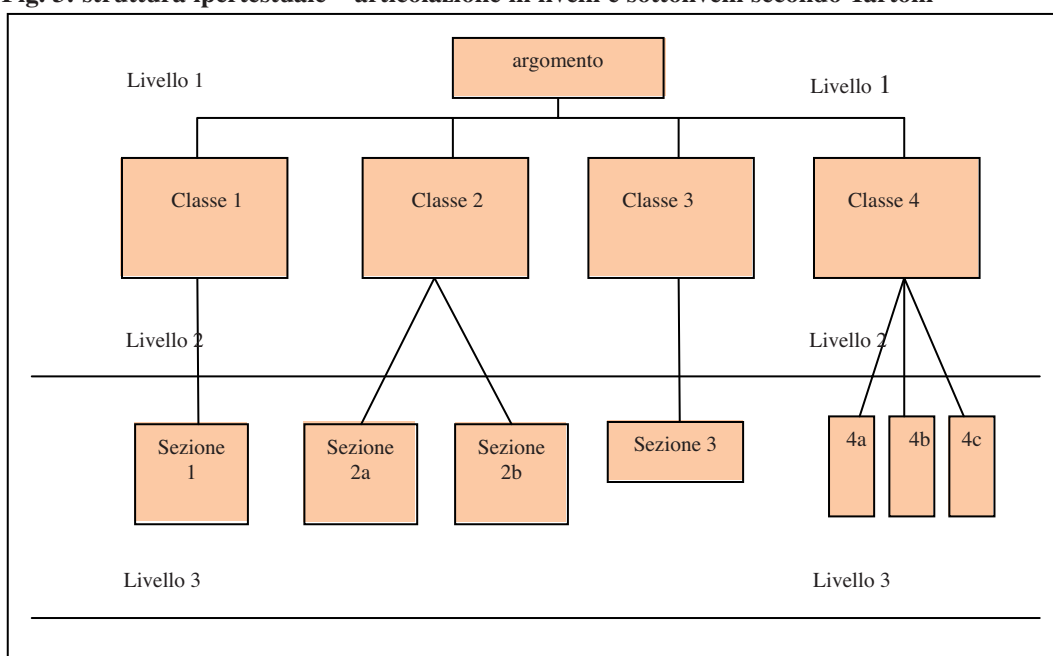 Fig. struttura ipertestuale – articolazione in livelli e sottolivelli secondo
argomento
Livello 1
Livello 1
Classe 1
Classe 2
Classe 3
Classe 4
Livello 2
Livello 2
Sezione
1
Sezione
2a
Sezione
2b
Sezione 3
4a
4b
4c
Livello 3
Livello 3